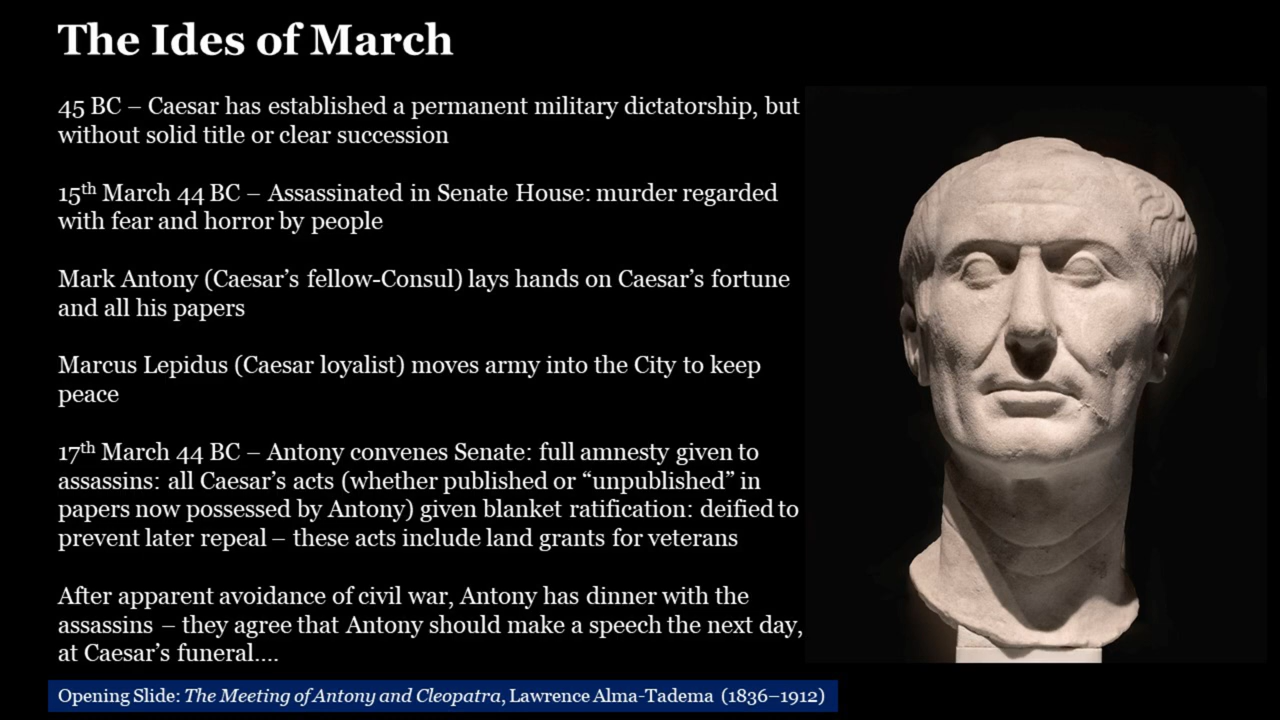 The Ides of March
45 BC – Caesar has established a permanent military dictatorship, but
without solid title or clear succession
15th March 44 BC – Assassinated in Senate House: murder regarded
with fear and horror by people
Mark Antony (Caesar’s fellow-Consul) lays hands on Caesar’s fortune
and all his papers
Marcus Lepidus (Caesar loyalist) moves army into the City to keep
peace
17th March 44 BC – Antony convenes Senate: full amnesty given to
assassins: all Caesar’s acts (whether published or “unpublished” in
papers now possessed by Antony) given blanket ratification: deified to
prevent later repeal – these acts include land grants for veterans
After apparent avoidance of civil war, Antony has dinner with the
assassins – they agree that Antony should make a speech the next day,
at Caesar’s funeral....
Opening Slide: The Meeting of Antony and Cleopatra, Lawrence Alma-Tadema (1836–1912)